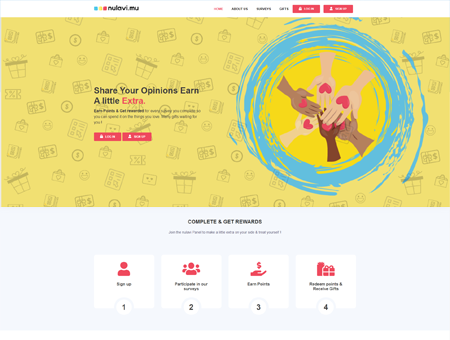 nulavi.mu
HOME
ABOUT US
SURVEYS
GIFTS
LOG IN
SIGN UP
Share Your Opinions Earn
A little Extra.
Earn Points & Get rewarded for every survey you complete so
you can spend it on the things you love. Many gifts waiting for
you !!
LOG IN
SIGN UP
COMPLETE & GET REWARDS
Join the nulavi Panel to make a little extra on your acts & treat yourself !
Sign up
1
Participate in our
surveys
2
Earn Points
3
Redeem points &
Receive Gifts
4